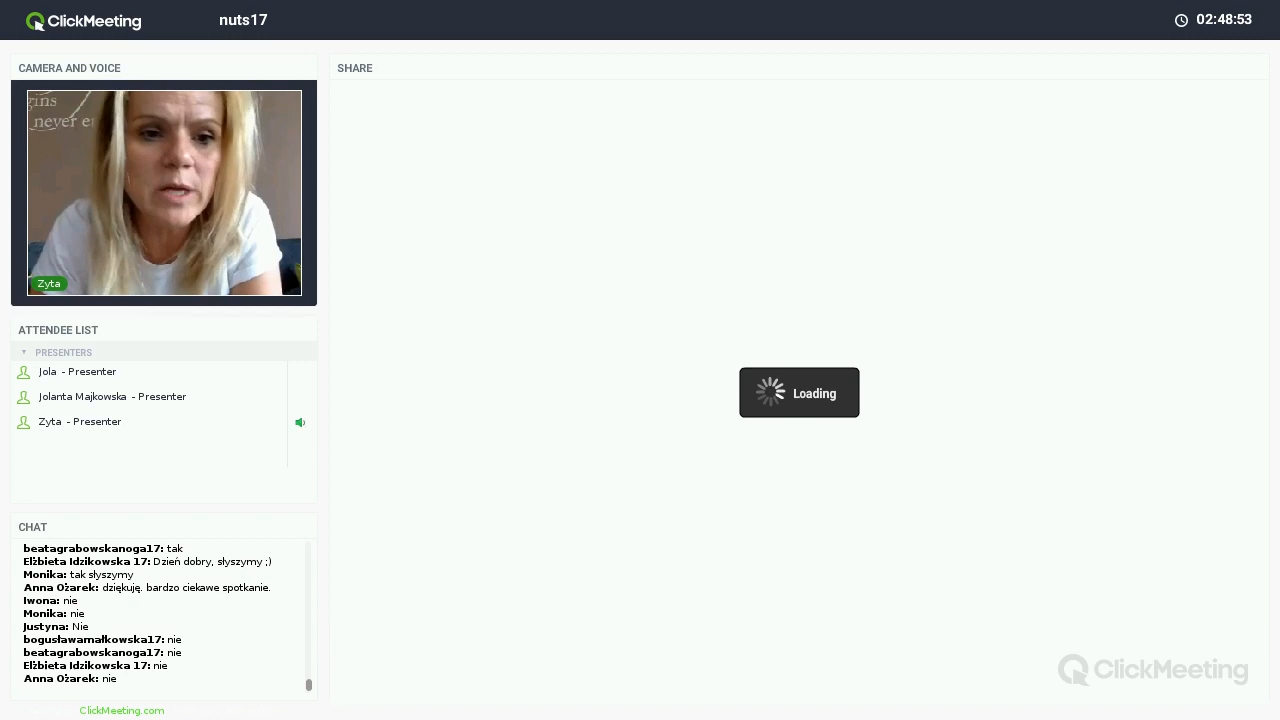 ClickMeeting
nuts17
02:48:53
CAMERA AND VOICE
SHARE
gins
never e
Zyta
ATTENDEE LIST
PRESENTERS
Jola - Presenter
Jolanta Majkowska - Presenter
Zyta - Presenter
Loading
CHAT
beatagrabowskanoga17: tak
Elżbieta Idzikowska 17: Dzień dobry, słyszymy ;)
Monika: tak słyszymy
Anna Ożarek: dziękuję. bardzo ciekawe spotkanie.
Iwona: nie
Monika: nie
Justyna: Nie
bogusławamałkowska17: nie
beatagrabowskanoga17: nie
Elżbieta Idzikowska 17: nie
Anna Ożarek: nie
ClickMeeting
ClickMeeting.com